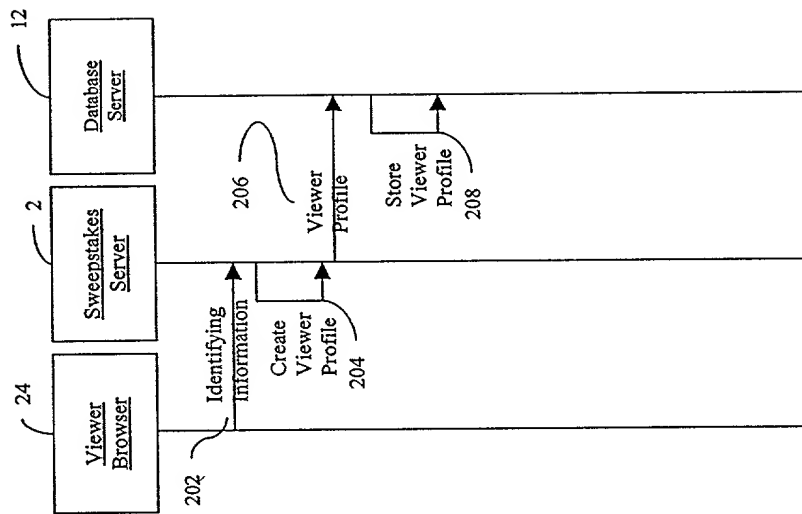 24
Viewer
Browser
2
Sweepstakes
Server
12
Database
Server
202
Identifying
Information
Create
Viewer
Profile
204
206
Viewer
Profile
Store
Viewer
Profile
208